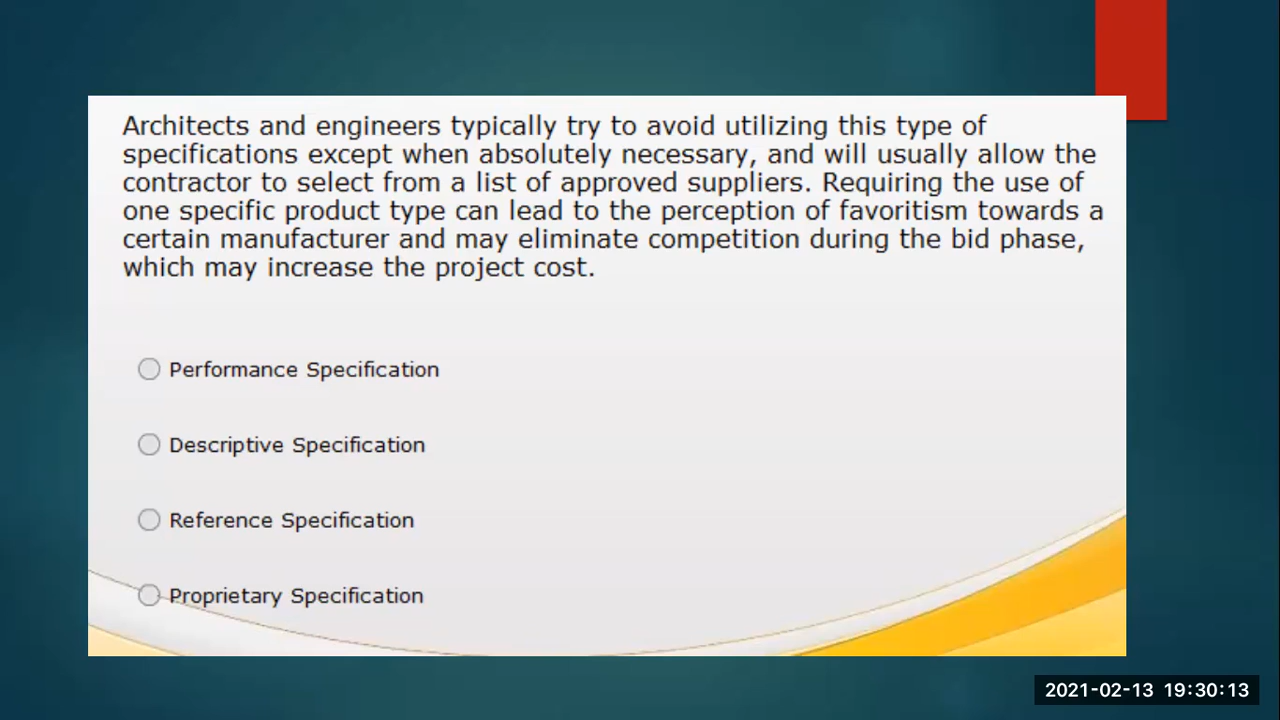 Architects and engineers typically try to avoid utilizing this type of
specifications except when absolutely necessary, and will usually allow the
contractor to select from a list of approved suppliers. Requiring the use of
one specific product type can lead to the perception of favoritism towards a
certain manufacturer and may eliminate competition during the bid phase,
which may increase the project cost.
Performance Specification
Descriptive Specification
Reference Specification
Proprietary Specification
2021-02-13 19:30:13